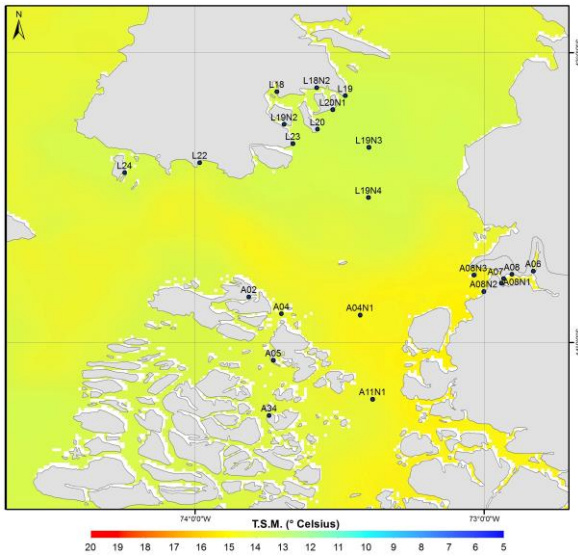 N
L18
L18N2
L19
L20N1
L19N2
L20
L23
L19N3
L22
L24
L19N4
A06
A08
A08N3
A07
A08N1
A08N2
A02
A04
A04N1
A05
A11N1
A34
74°0'0"W
73°0'0"W
T.S.M. (° Celsius)
20 19 18 17 16 15 14 13 12 11 10 9 8 7 6 5